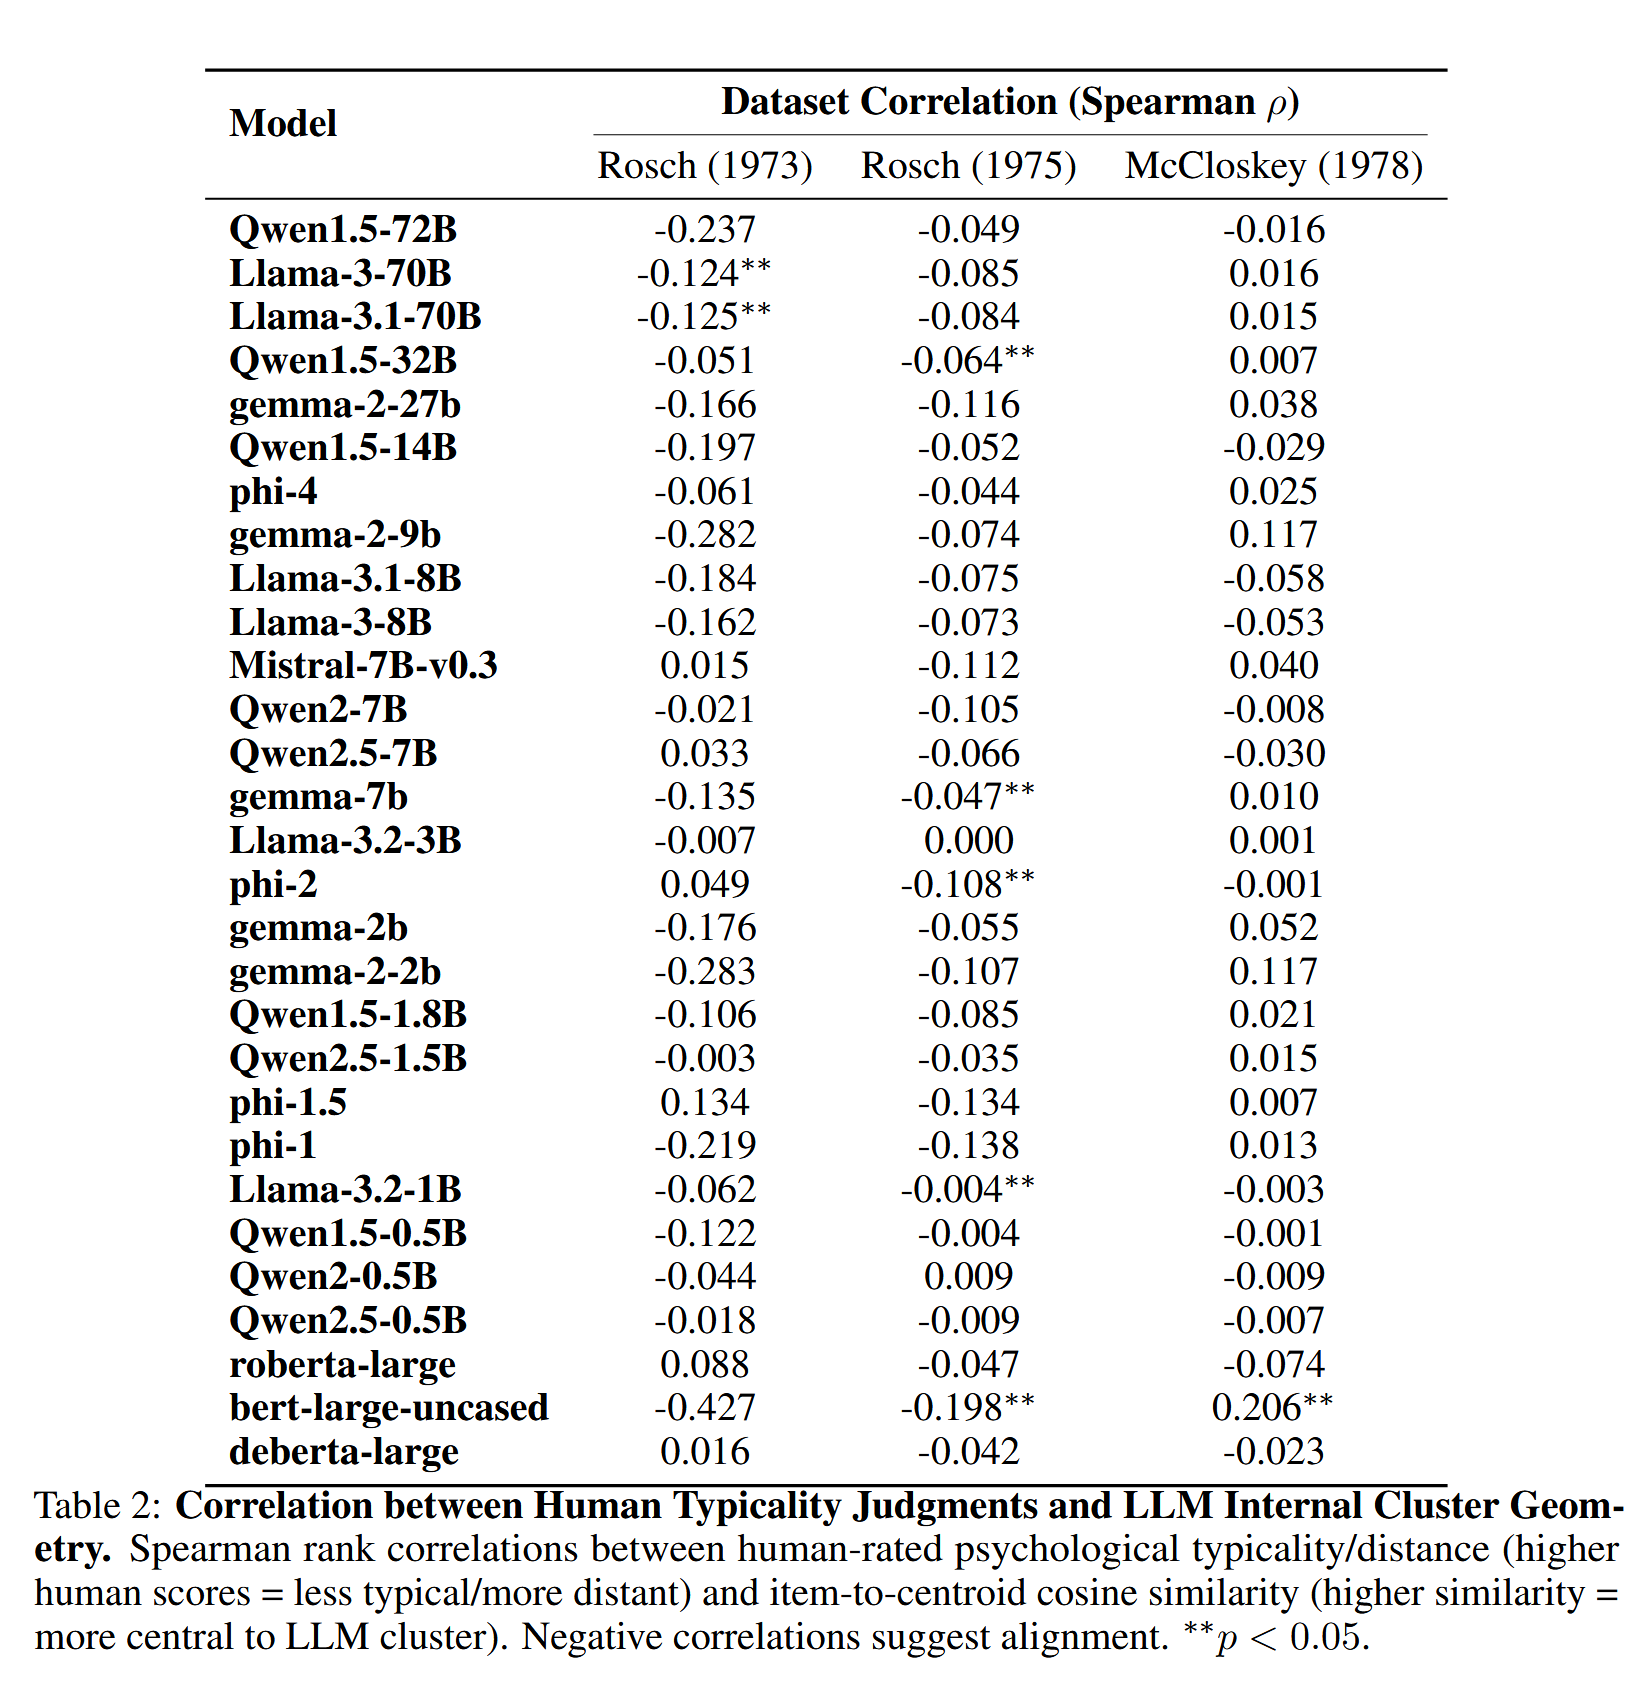 Model
Dataset Correlation (Spearman ρ)
Rosch (1973) Rosch (1975) McCloskey (1978)
Qwen1.5-72B -0.237 -0.049 -0.016
Llama-3-70B -0.124** -0.085 0.016
Llama-3.1-70B -0.125** -0.084 0.015
Qwen1.5-32B -0.051 -0.064** 0.007
gemma-2-27b -0.166 -0.116 0.038
Qwen1.5-14B -0.197 -0.052 -0.029
phi-4 -0.061 -0.044 0.025
gemma-2-9b -0.282 -0.074 0.117
Llama-3.1-8B -0.184 -0.075 -0.058
Llama-3-8B -0.162 -0.073 -0.053
Mistral-7B-v0.3 0.015 -0.112 0.040
Qwen2-7B -0.021 -0.105 -0.008
Qwen2.5-7B 0.033 -0.066 -0.030
gemma-7b -0.135 -0.047** 0.010
Llama-3.2-3B -0.007 0.000 0.001
phi-2 0.049 -0.108** -0.001
gemma-2b -0.176 -0.055 0.052
gemma-2-2b -0.283 -0.107 0.117
Qwen1.5-1.8B -0.106 -0.085 0.021
Qwen2.5-1.5B -0.003 -0.035 0.015
phi-1.5 0.134 -0.134 0.007
phi-1 -0.219 -0.138 0.013
Llama-3.2-1B -0.062 -0.004** -0.003
Qwen1.5-0.5B -0.122 -0.004 -0.001
Qwen2-0.5B -0.044 0.009 -0.009
Qwen2.5-0.5B -0.018 -0.009 -0.007
roberta-large 0.088 -0.047 -0.074
bert-large-uncased -0.427 -0.198** 0.206**
deberta-large 0.016 -0.042 -0.023
Table 2: Correlation between Human Typicality Judgments and LLM Internal Cluster Geom-
etry. Spearman rank correlations between human-rated psychological typicality/distance (higher
human scores = less typical/more distant) and item-to-centroid cosine similarity (higher similarity =
more central to LLM cluster). Negative correlations suggest alignment. **p < 0.05.